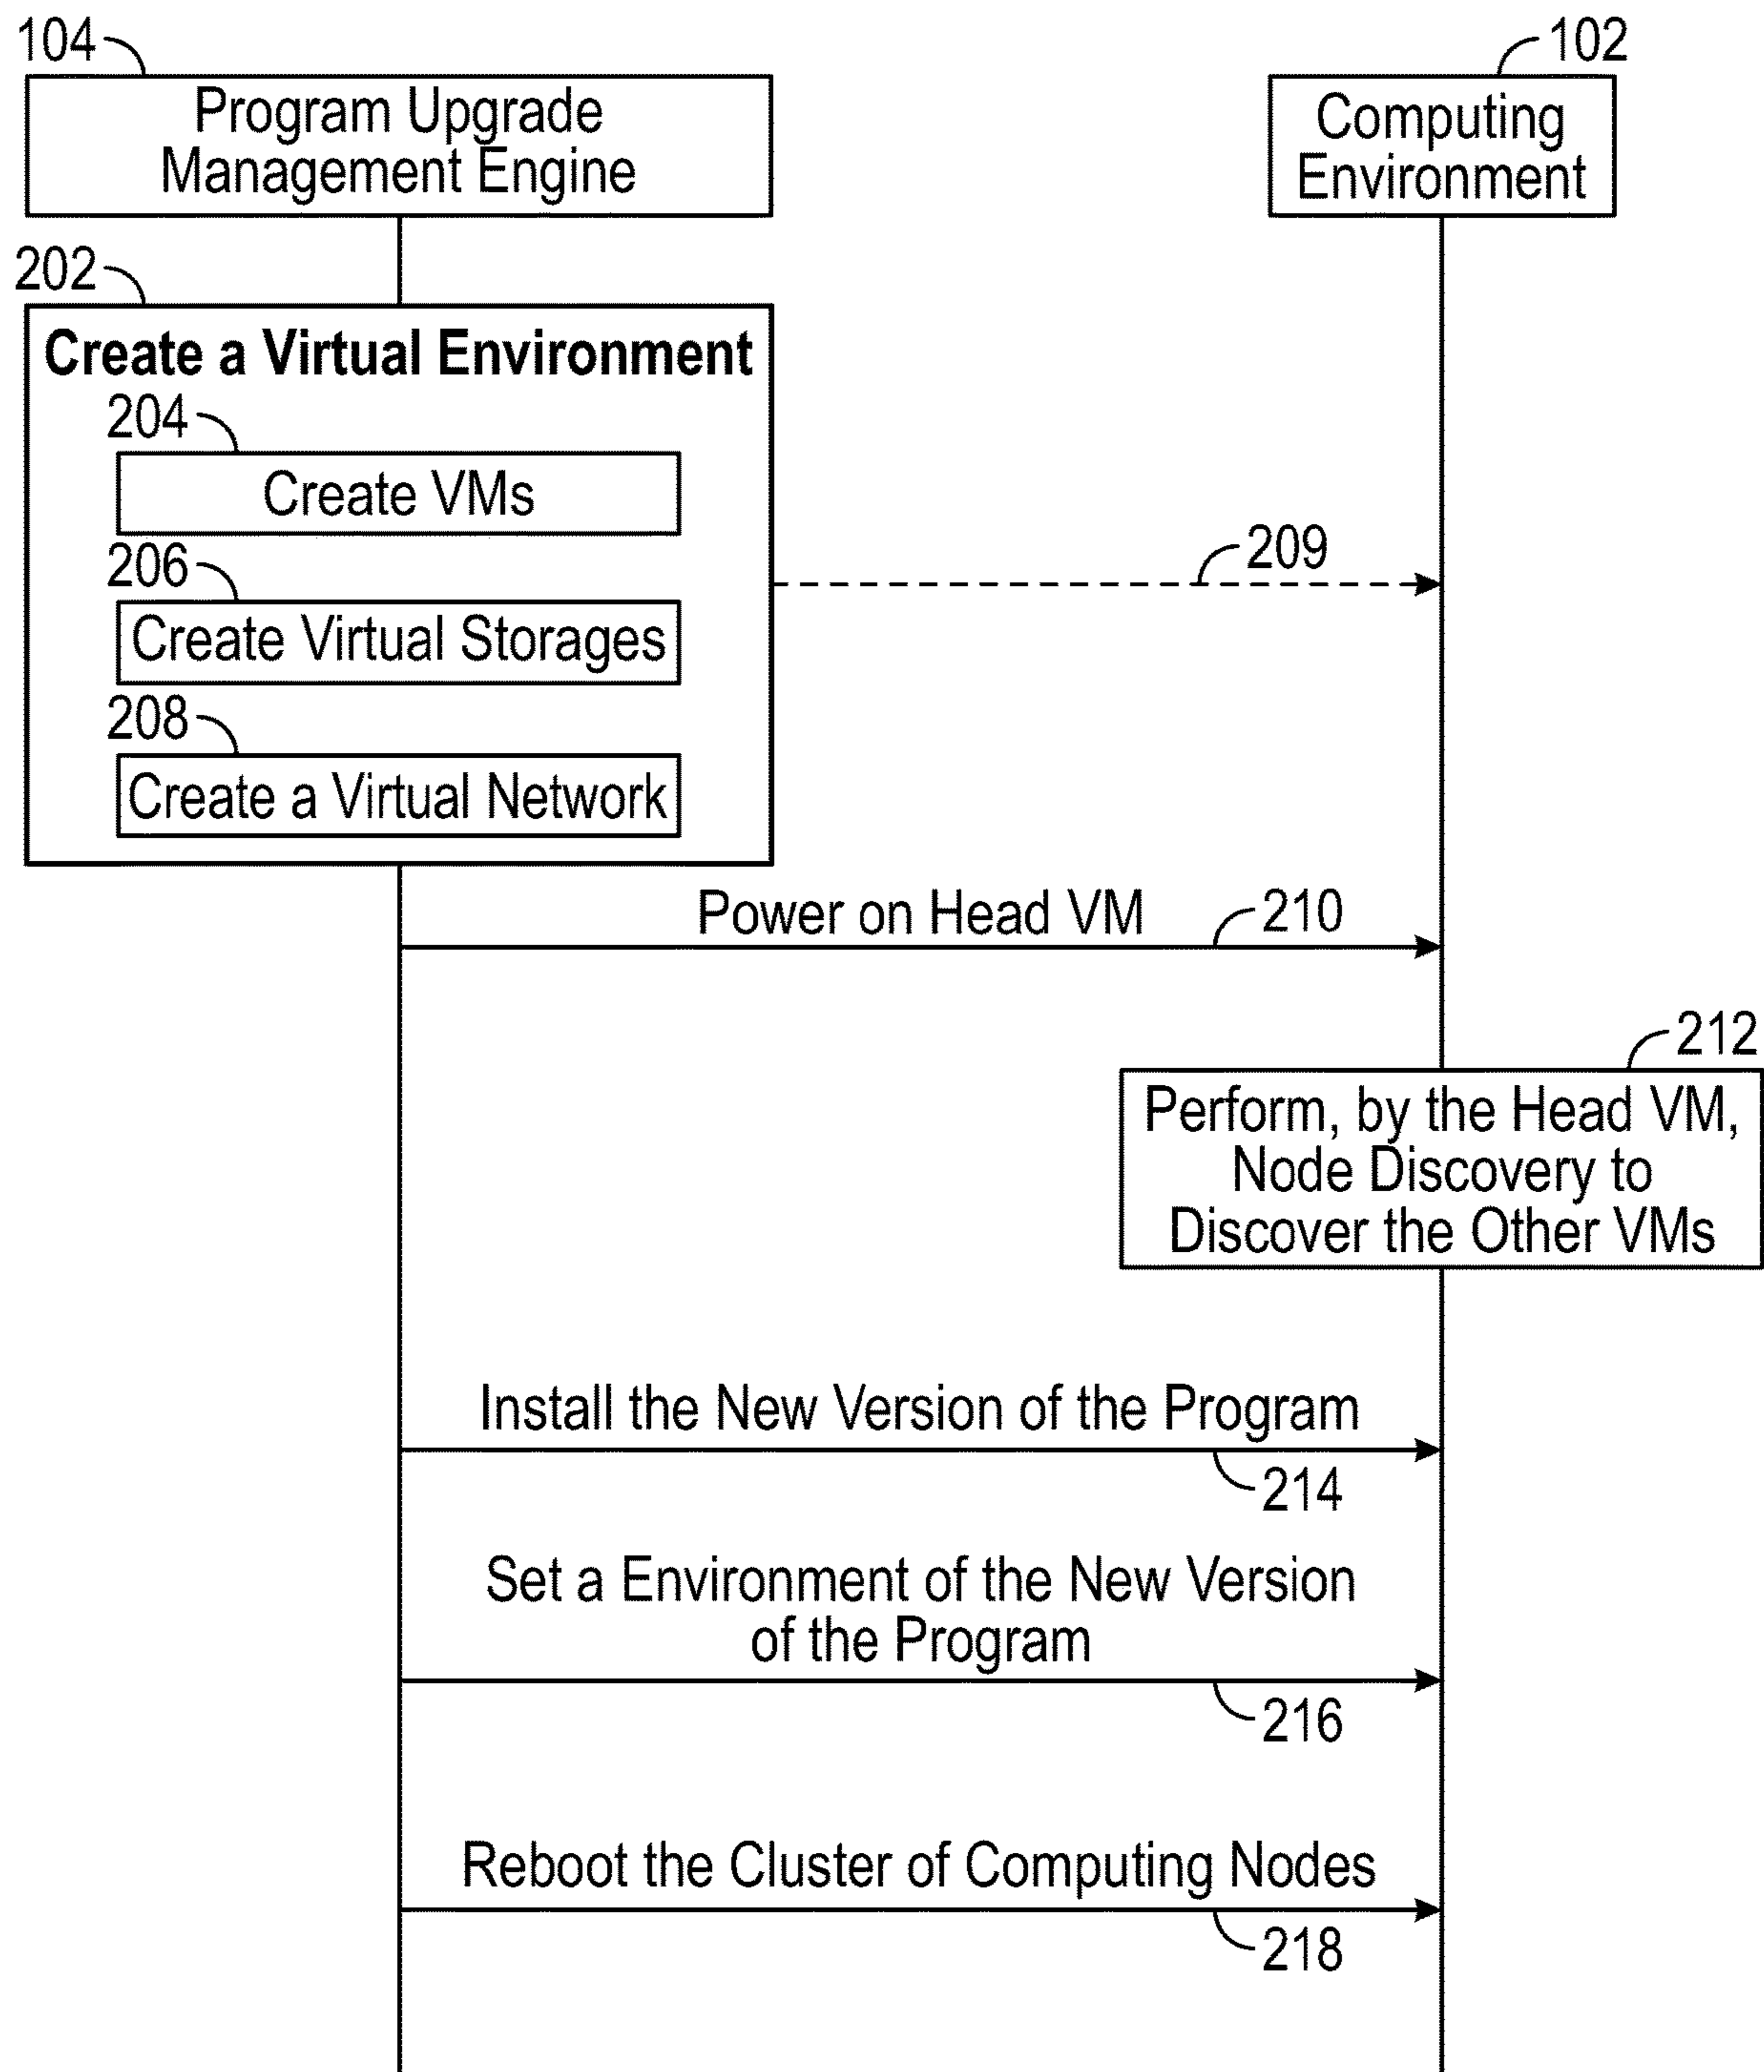 104
Program Upgrade
Management Engine
102
Computing
Environment
202
Create a Virtual Environment
204
Create VMs
206
Create Virtual Storages
208
Create a Virtual Network
209
Power on Head VM
210
212
Perform, by the Head VM,
Node Discovery to
Discover the Other VMs
Install the New Version of the Program
214
Set a Environment of the New Version
of the Program
216
Reboot the Cluster of Computing Nodes
218